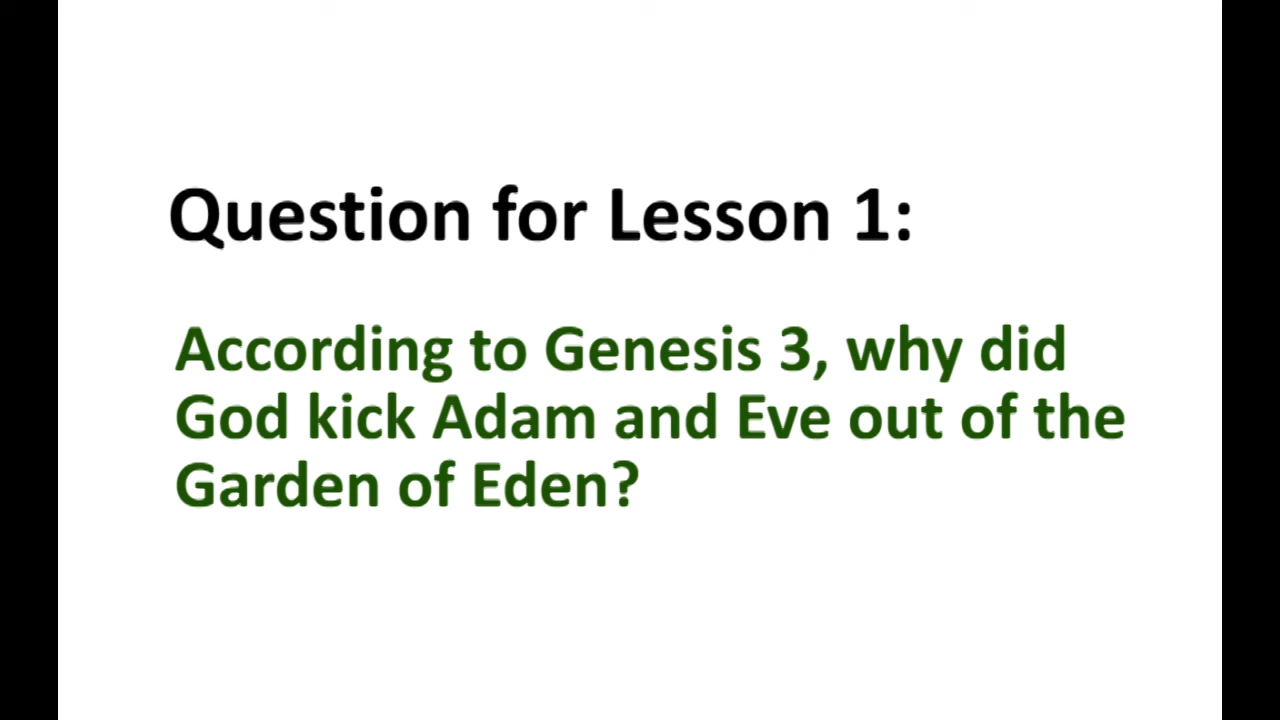 Question for Lesson 1:
According to Genesis 3, why did
God kick Adam and Eve out of the
Garden of Eden?